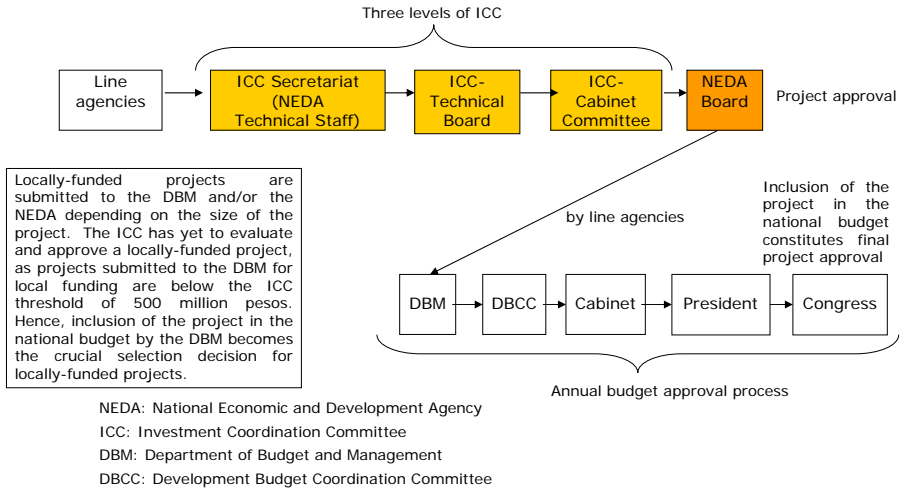 Three levels of ICC
Line
agencies
ICC Secretariat
(NEDA
Technical Staff)
ICC-
Technical
Board
ICC-
Cabinet
Committee
NEDA
Board
Project approval
Locally-funded projects are
submitted to the DBM and/or the
NEDA depending on the size of the
project. The ICC has yet to evaluate
and approve a locally-funded project,
as projects submitted to the DBM for
local funding are below the ICC
threshold of 500 million pesos.
Hence, inclusion of the project in the
national budget by the DBM becomes
the crucial selection decision for
locally-funded projects.
by line agencies
Inclusion of the
project in the
national budget
constitutes final
project approval
DBM
DBCC
Cabinet
President
Congress
Annual budget approval process
NEDA: National Economic and Development Agency
ICC: Investment Coordination Committee
DBM: Department of Budget and Management
DBCC: Development Budget Coordination Committee